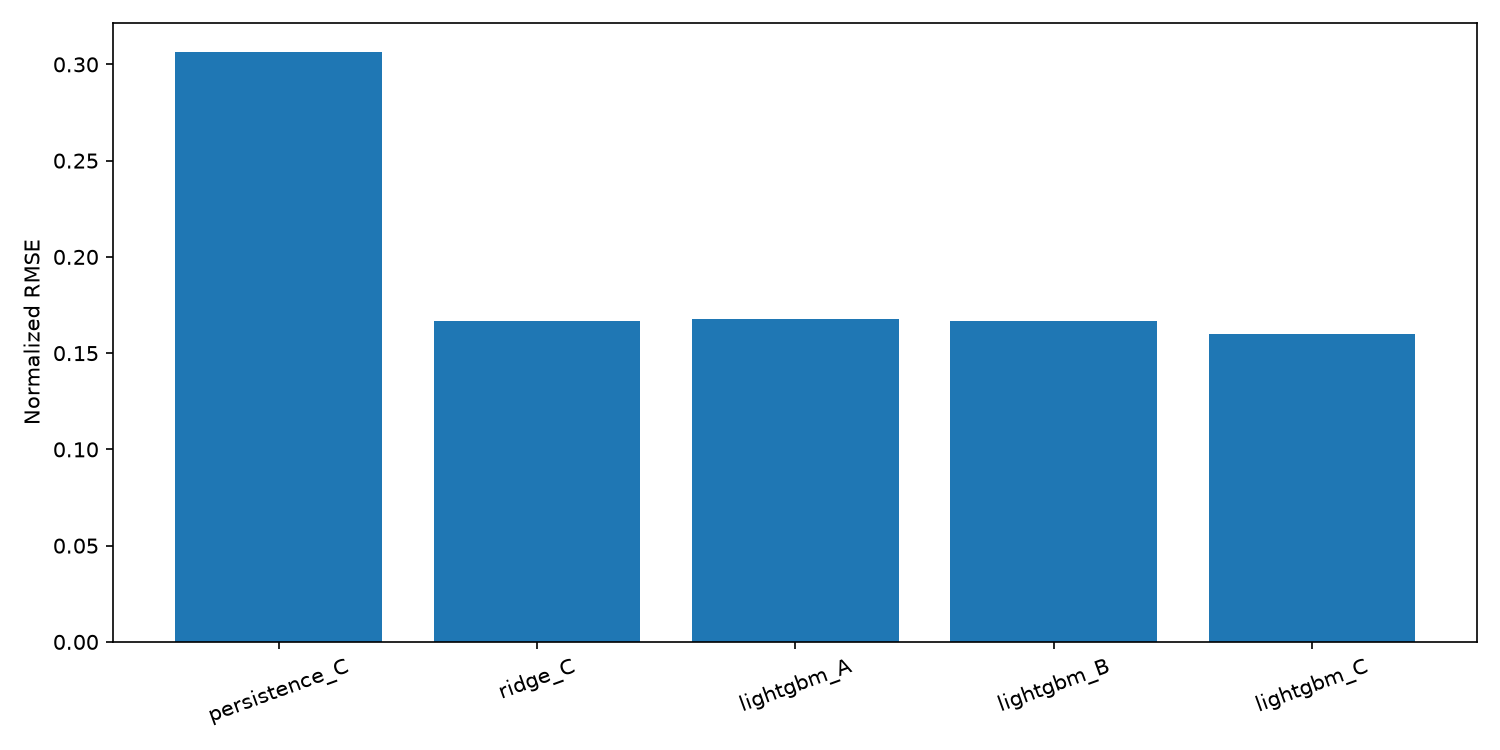 Normalized RMSE
0.30
0.25
0.20
0.15
0.10
0.05
0.00
persistence_C
ridge_C
lightgbm_A
lightgbm_B
lightgbm_C